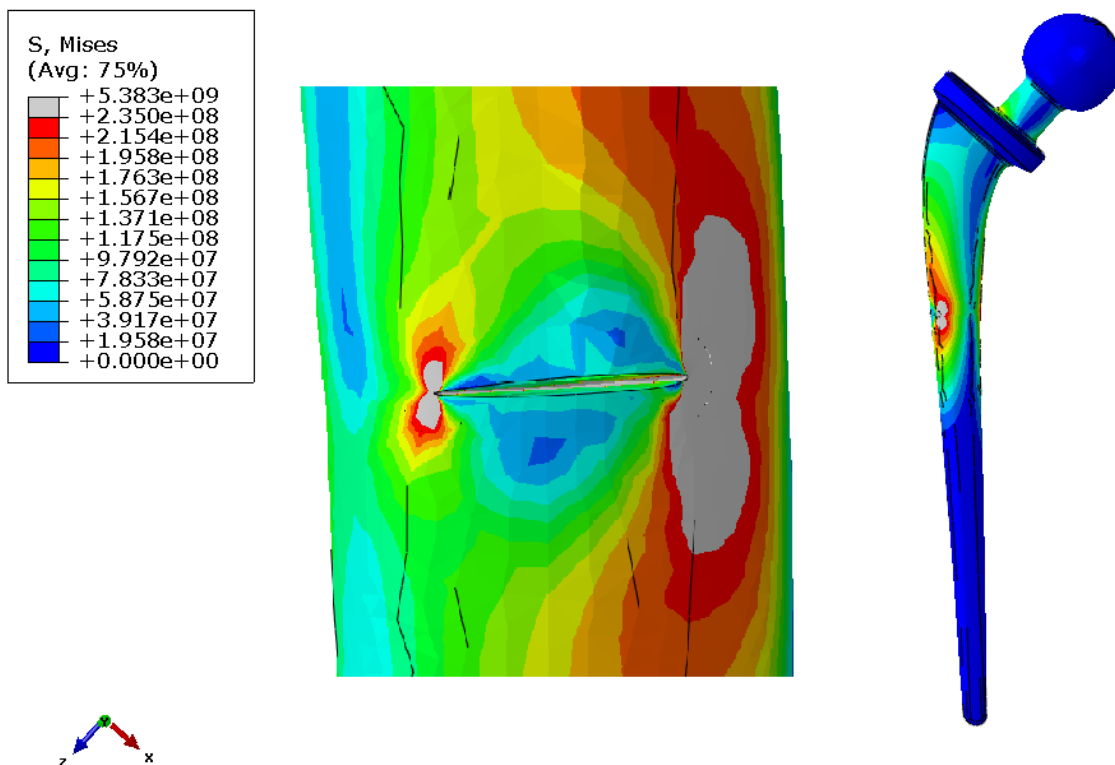 S, Mises
(Avg: 75%)
+5.383e+09
+2.350e+08
+2.154e+08
+1.958e+08
+1.763e+08
+1.567e+08
+1.371e+08
+1.175e+08
+9.792e+07
+7.833e+07
+5.875e+07
+3.917e+07
+1.958e+07
+0.000e+00
Y
Z X